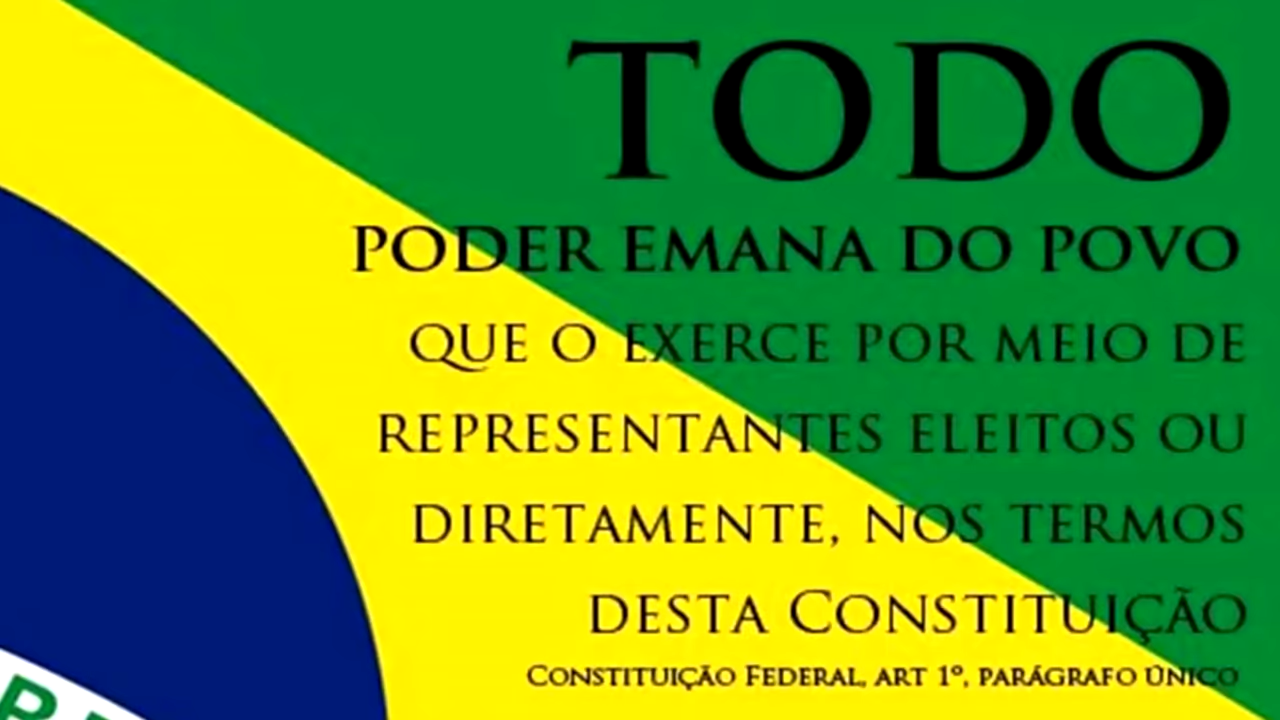 TODO
PODER EMANA DO POVO
QUE O EXERCE POR MEIO DE
REPRESENTANTES ELEITOS OU
DIRETAMENTE, NOS TERMOS
DESTA CONSTITUIÇÃO
CONSTITUIÇÃO FEDERAL, ART 1º, PARÁGRAFO ÚNICO